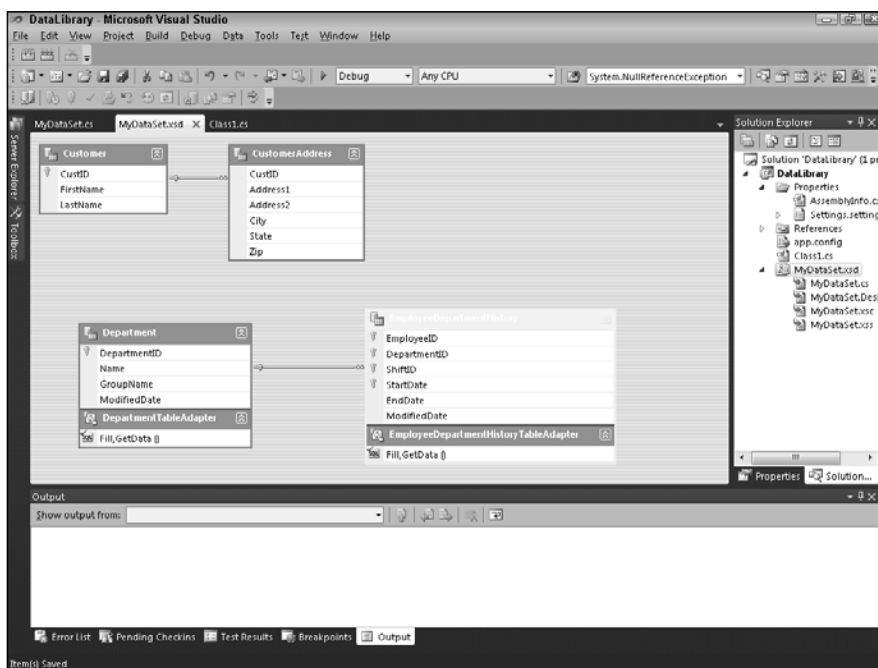 DataLibrary - Microsoft Visual Studio
File Edit View Project Build Debug Data Tools Test Window Help
Debug Any CPU System.NullReferenceException
MyDataSet.cs MyDataSet.xsd X Class1.cs
Server Explorer
Toolbox
Customer
CustID
FirstName
LastName
CustomerAddress
CustID
Address1
Address2
City
State
Zip
Department
DepartmentID
Name
GroupName
ModifiedDate
DepartmentTableAdapter
Fill,GetData ()
EmployeeDepartmentHistory
EmployeeID
DepartmentID
ShiftID
StartDate
EndDate
ModifiedDate
EmployeeDepartmentHistoryTableAdapter
Fill,GetData ()
Solution Explorer
Solution 'DataLibrary' (1 pr
DataLibrary
Properties
AssemblyInfo.c
Settings.setting
References
app.config
Class1.cs
MyDataSet.xsd
MyDataSet.cs
MyDataSet.Desi
MyDataSet.xsc
MyDataSet.xss
Properties Solution...
Output
Show output from:
Error List Pending Checkins Test Results Breakpoints Output
Item(s) Saved